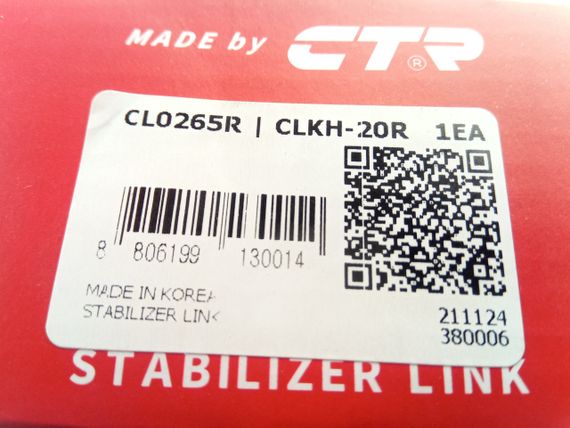 MADE by CTR®
CL0265R | CLKH-20R 1EA
8 806199 130014
MADE IN KOREA
STABILIZER LINK
211124
380006
STABILIZER LINK